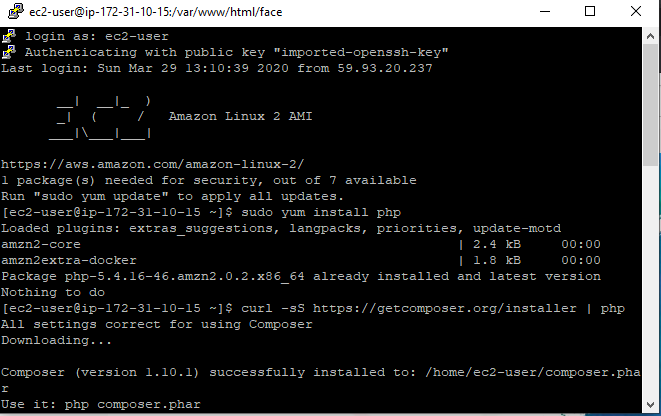 ec2-user@ip-172-31-10-15:/var/www/html/face
login as: ec2-user
Authenticating with public key "imported-openssh-key"
Last login: Sun Mar 29 13:10:39 2020 from 59.93.20.237
       __|  __|_  )
       _|  (     /   Amazon Linux 2 AMI
      ___|\___|___|
https://aws.amazon.com/amazon-linux-2/
1 package(s) needed for security, out of 7 available
Run "sudo yum update" to apply all updates.
[ec2-user@ip-172-31-10-15 ~]$ sudo yum install php
Loaded plugins: extras_suggestions, langpacks, priorities, update-motd
amzn2-core                                               | 2.4 kB     00:00
amzn2extra-docker                                        | 1.8 kB     00:00
Package php-5.4.16-46.amzn2.0.2.x86_64 already installed and latest version
Nothing to do
[ec2-user@ip-172-31-10-15 ~]$ curl -sS https://getcomposer.org/installer | php
All settings correct for using Composer
Downloading...
Composer (version 1.10.1) successfully installed to: /home/ec2-user/composer.pha
r
Use it: php composer.phar